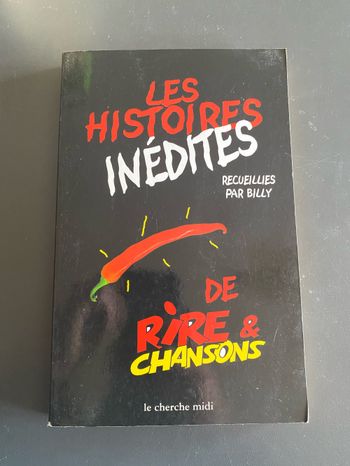 LES
HISTOIRES
INÉDITES
RECUEILLIES
PAR BILLY
DE
RIRE &
CHANSONS
le cherche midi